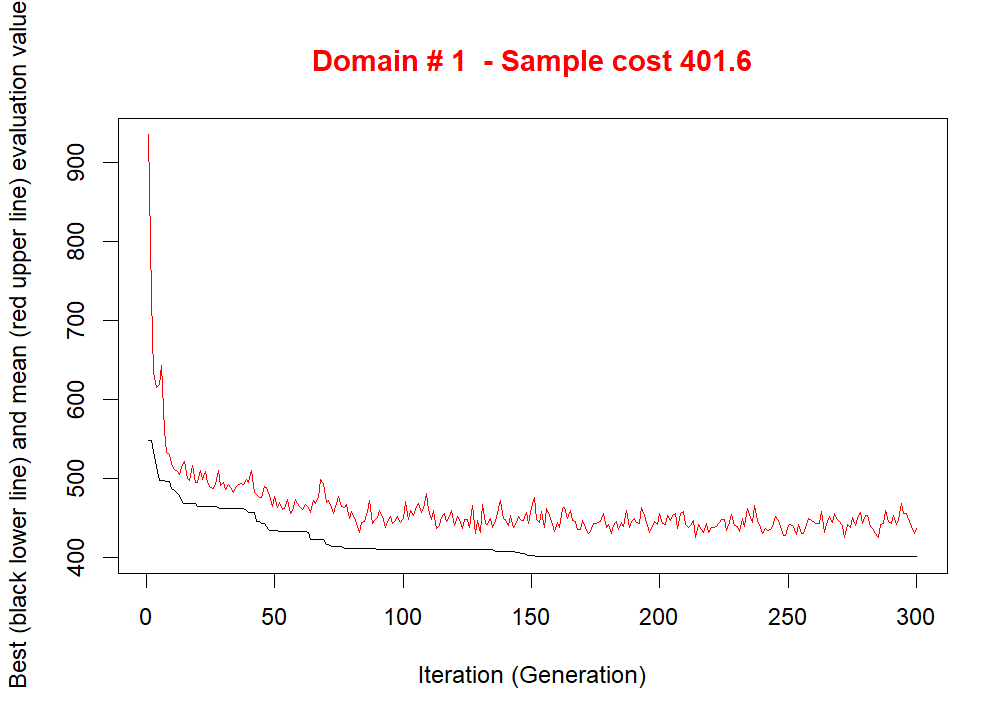 Domain # 1  - Sample cost 401.6
Best (black lower line) and mean (red upper line) evaluation value
900
800
700
600
500
400
0 50 100 150 200 250 300
Iteration (Generation)